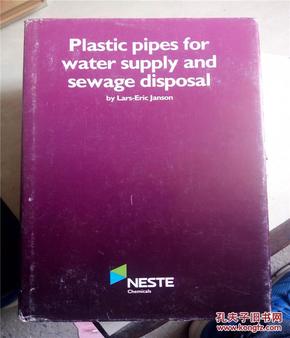 Plastic pipes for
water supply and
sewage disposal
by Lars-Eric Janson
NESTE
Chemicals
孔夫子旧书网